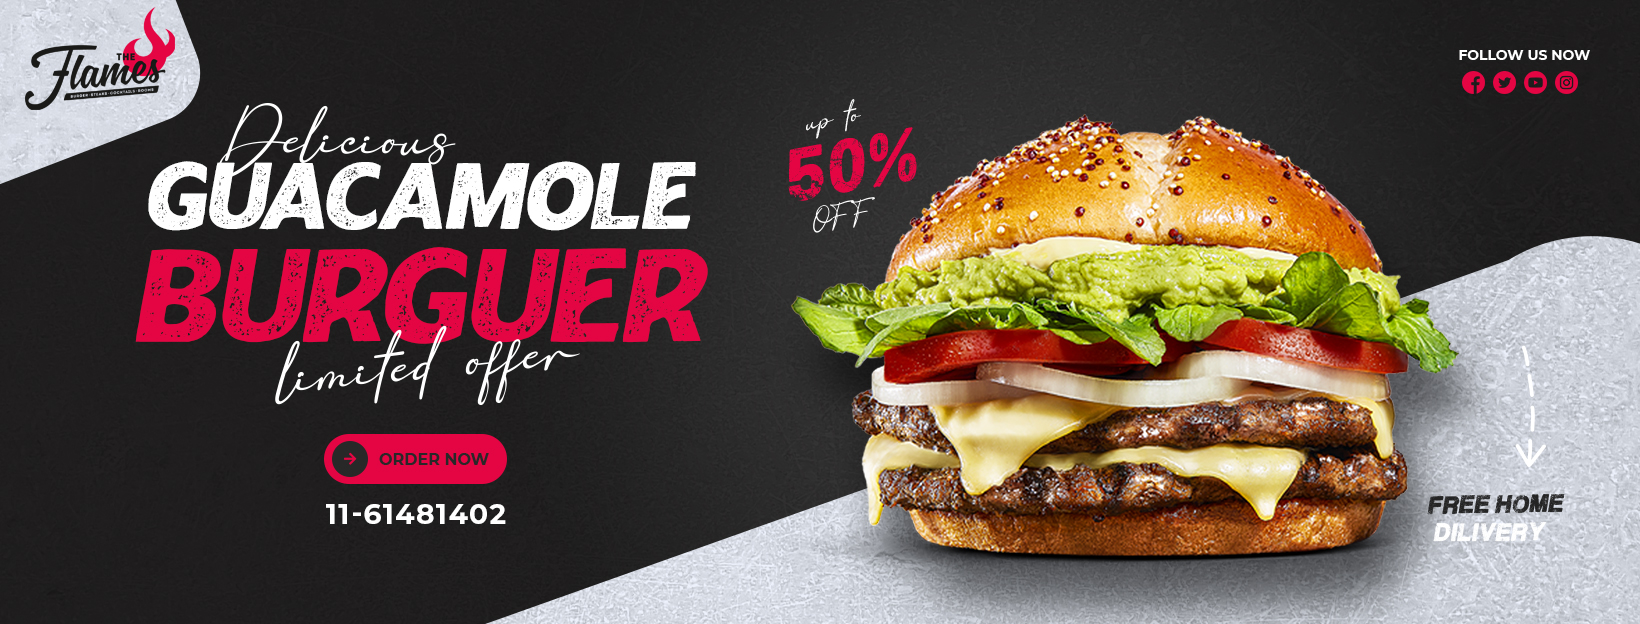 THE
Flames
BURGER·STEAKS·COCKTAILS·ROOMS
FOLLOW US NOW
Delicious
GUACAMOLE
BURGUER
limited offer
up to
50%
OFF
ORDER NOW
11-61481402
FREE HOME
DILIVERY